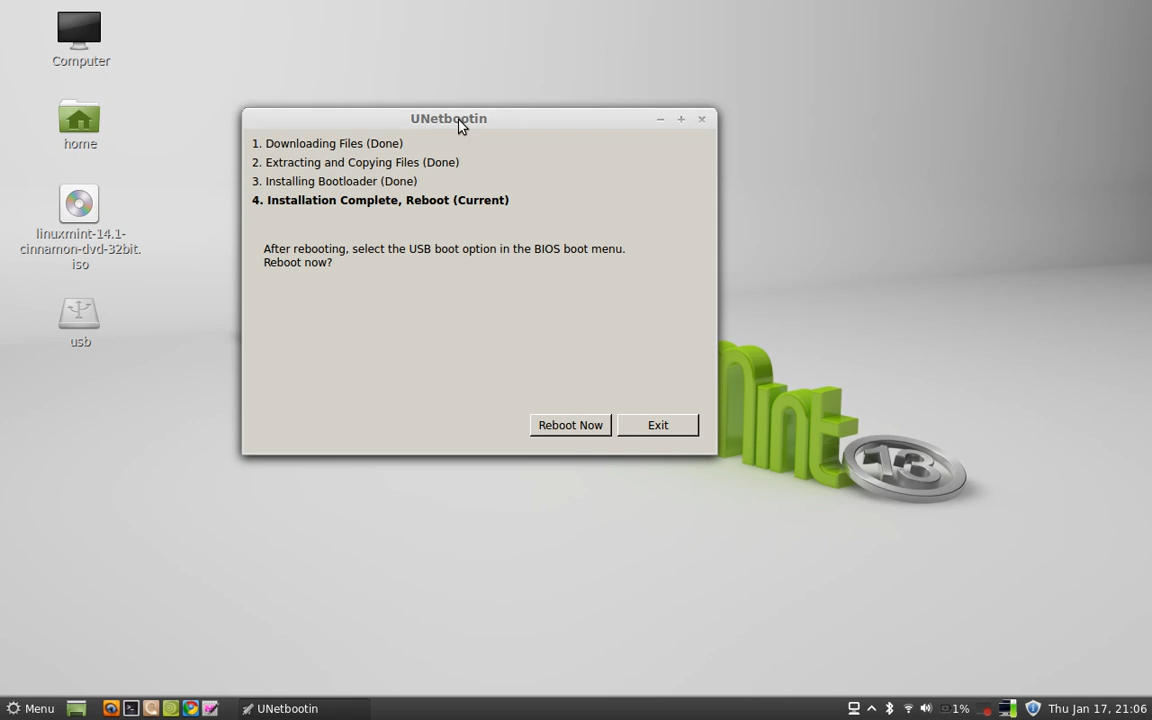 Computer
home
linuxmint-14.1-
cinnamon-dvd-32bit.
iso
usb
UNetbootin
1. Downloading Files (Done)
2. Extracting and Copying Files (Done)
3. Installing Bootloader (Done)
4. Installation Complete, Reboot (Current)
After rebooting, select the USB boot option in the BIOS boot menu.
Reboot now?
Reboot Now
Exit
Mint
13
Menu
UNetbootin
1%
Thu Jan 17, 21:06